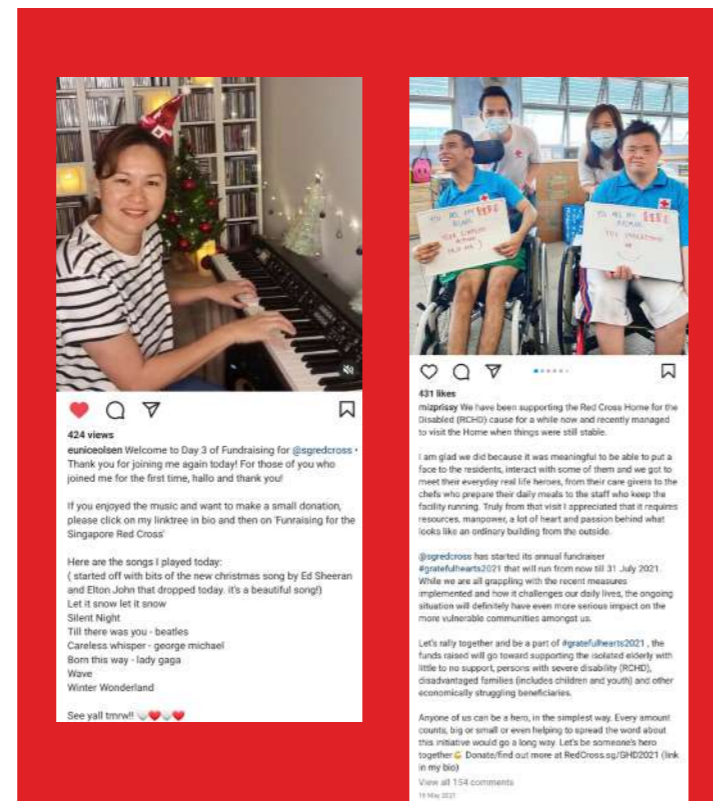 424 views
euniceolsen Welcome to Day 3 of Fundraising for @sgredcross •
Thank you for joining me again today! For those of you who
joined me for the first time, hallo and thank you!
If you enjoyed the music and want to make a small donation,
please click on my linktree in bio and then on 'Funraising for the
Singapore Red Cross'
Here are the songs I played today:
( started off with bits of the new christmas song by Ed Sheeran
and Elton John that dropped today. it's a beautiful song!)
Let it snow let it snow
Silent Night
Till there was you - beatles
Careless whisper - george michael
Born this way - lady gaga
Wave
Winter Wonderland
See yall tmrw!!
YOU ARE MY
YOU ARE MY
431 likes
mizprissy We have been supporting the Red Cross Home for the
Disabled (RCHD) cause for a while now and recently managed
to visit the Home when things were still stable.
I am glad we did because it was meaningful to be able to put a
face to the residents, interact with some of them and we got to
meet their everyday real life heroes, from their care givers to the
chefs who prepare their daily meals to the staff who keep the
facility running. Truly from that visit I appreciated that it requires
resources, manpower, a lot of heart and passion behind what
looks like an ordinary building from the outside.
@sgredcross has started its annual fundraiser
#gratefulhearts2021 that will run from now till 31 July 2021.
While we are all grappling with the recent measures
implemented and how it challenges our daily lives, the ongoing
situation will definitely have even more serious impact on the
more vulnerable communities amongst us.
Let's rally together and be a part of #gratefulhearts2021 , the
funds raised will go toward supporting the isolated elderly with
little to no support, persons with severe disability (RCHD),
disadvantaged families (includes children and youth) and other
economically struggling beneficiaries.
Anyone of us can be a hero, in the simplest way. Every amount
counts, big or small or even helping to spread the word about
this initiative would go a long way. Let's be someone's hero
together💪 Donate/find out more at RedCross.sg/GHD2021 (link
in my bio)
View all 154 comments
19 May 2021